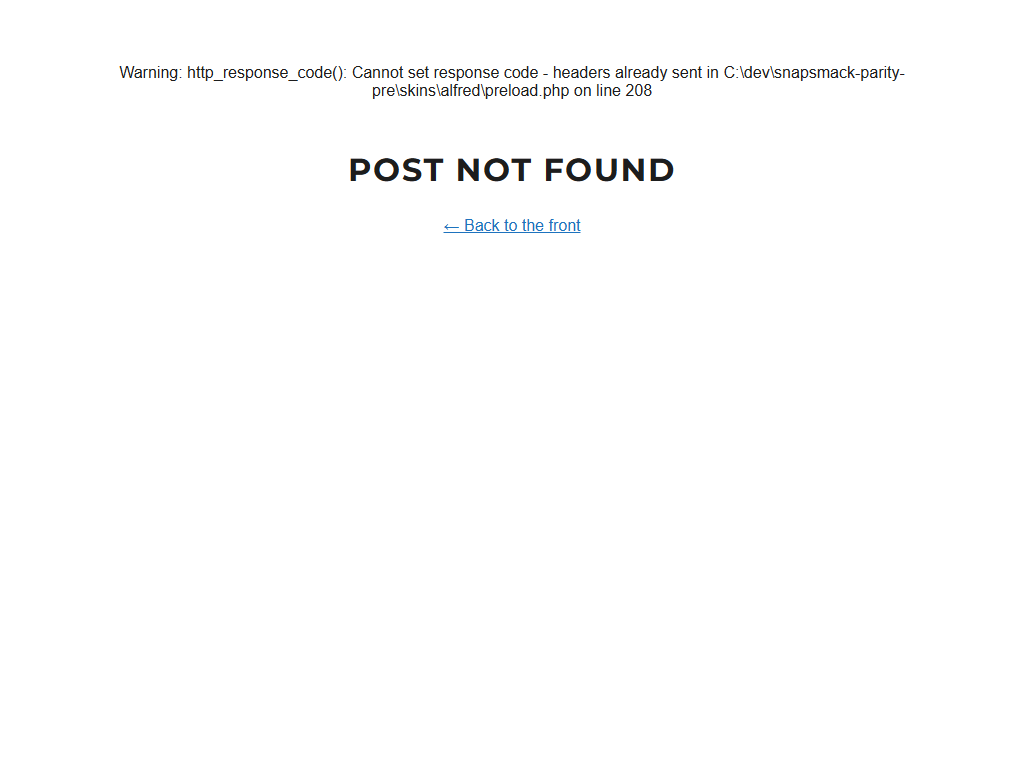 Warning: http_response_code(): Cannot set response code - headers already sent in C:\dev\snapsmack-parity-
pre\skins\alfred\preload.php on line 208
POST NOT FOUND
← Back to the front